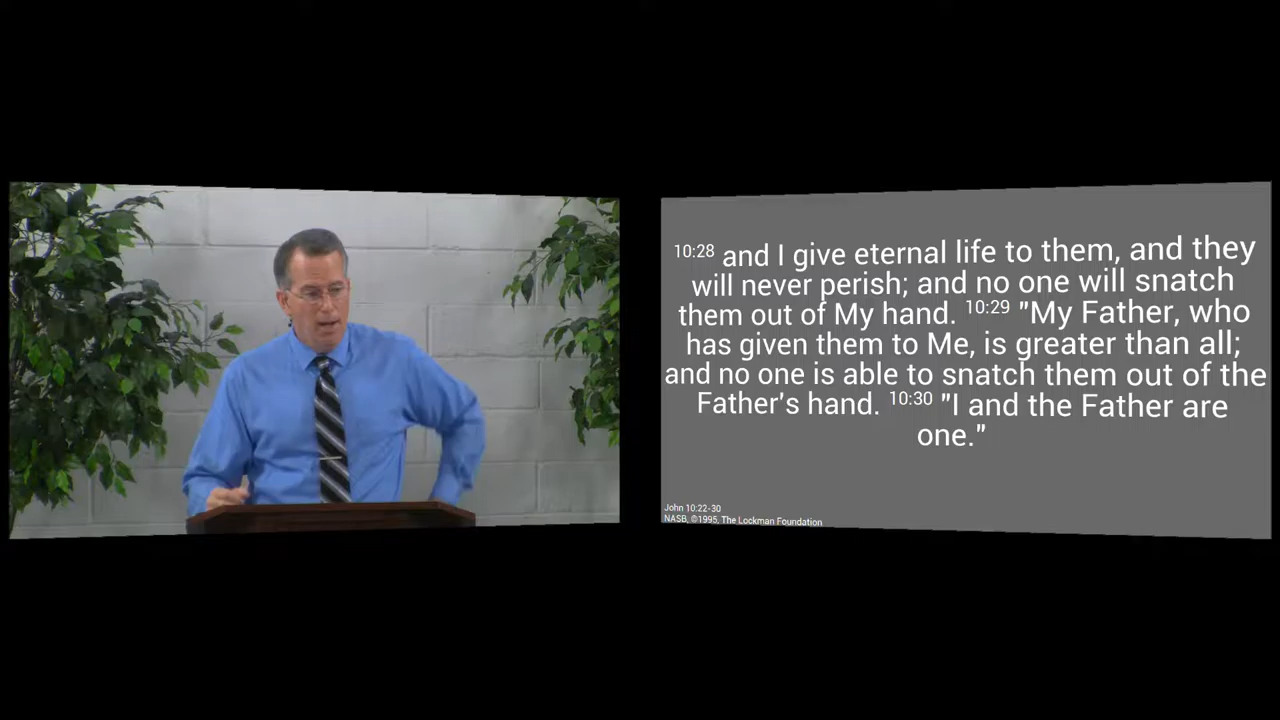 10:28 and I give eternal life to them, and they
will never perish; and no one will snatch
them out of My hand. 10:29 "My Father, who
has given them to Me, is greater than all;
and no one is able to snatch them out of the
Father's hand. 10:30 "I and the Father are
one."
John 10:22-30
NASB, ©1995, The Lockman Foundation